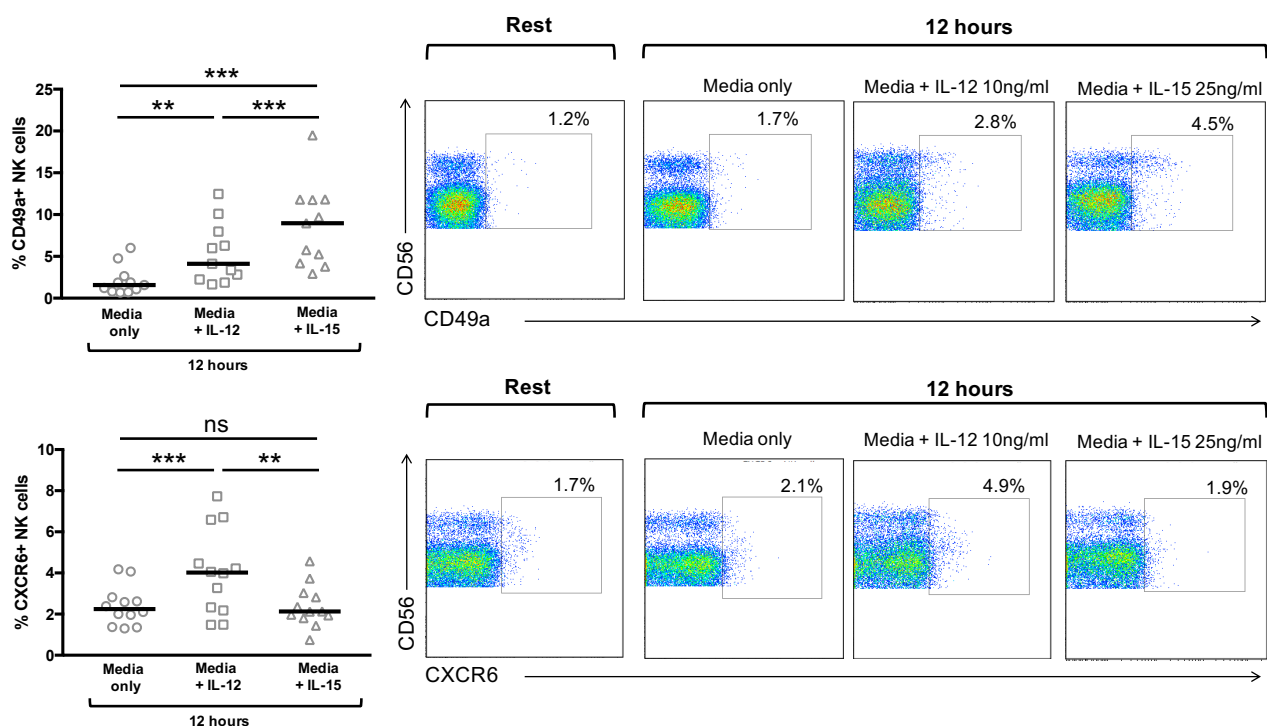 Rest
12 hours
***
**
***
Media only
Media + IL-12 10ng/ml
Media + IL-15 25ng/ml
25
20
15
10
5
0
% CD49a+ NK cells
Media
only
Media
+ IL-12
Media
+ IL-15
12 hours
1.2%
1.7%
2.8%
4.5%
CD56
CD49a
Rest
12 hours
ns
***
**
Media only
Media + IL-12 10ng/ml
Media + IL-15 25ng/ml
10
8
6
4
2
0
% CXCR6+ NK cells
Media
only
Media
+ IL-12
Media
+ IL-15
12 hours
1.7%
2.1%
4.9%
1.9%
CD56
CXCR6